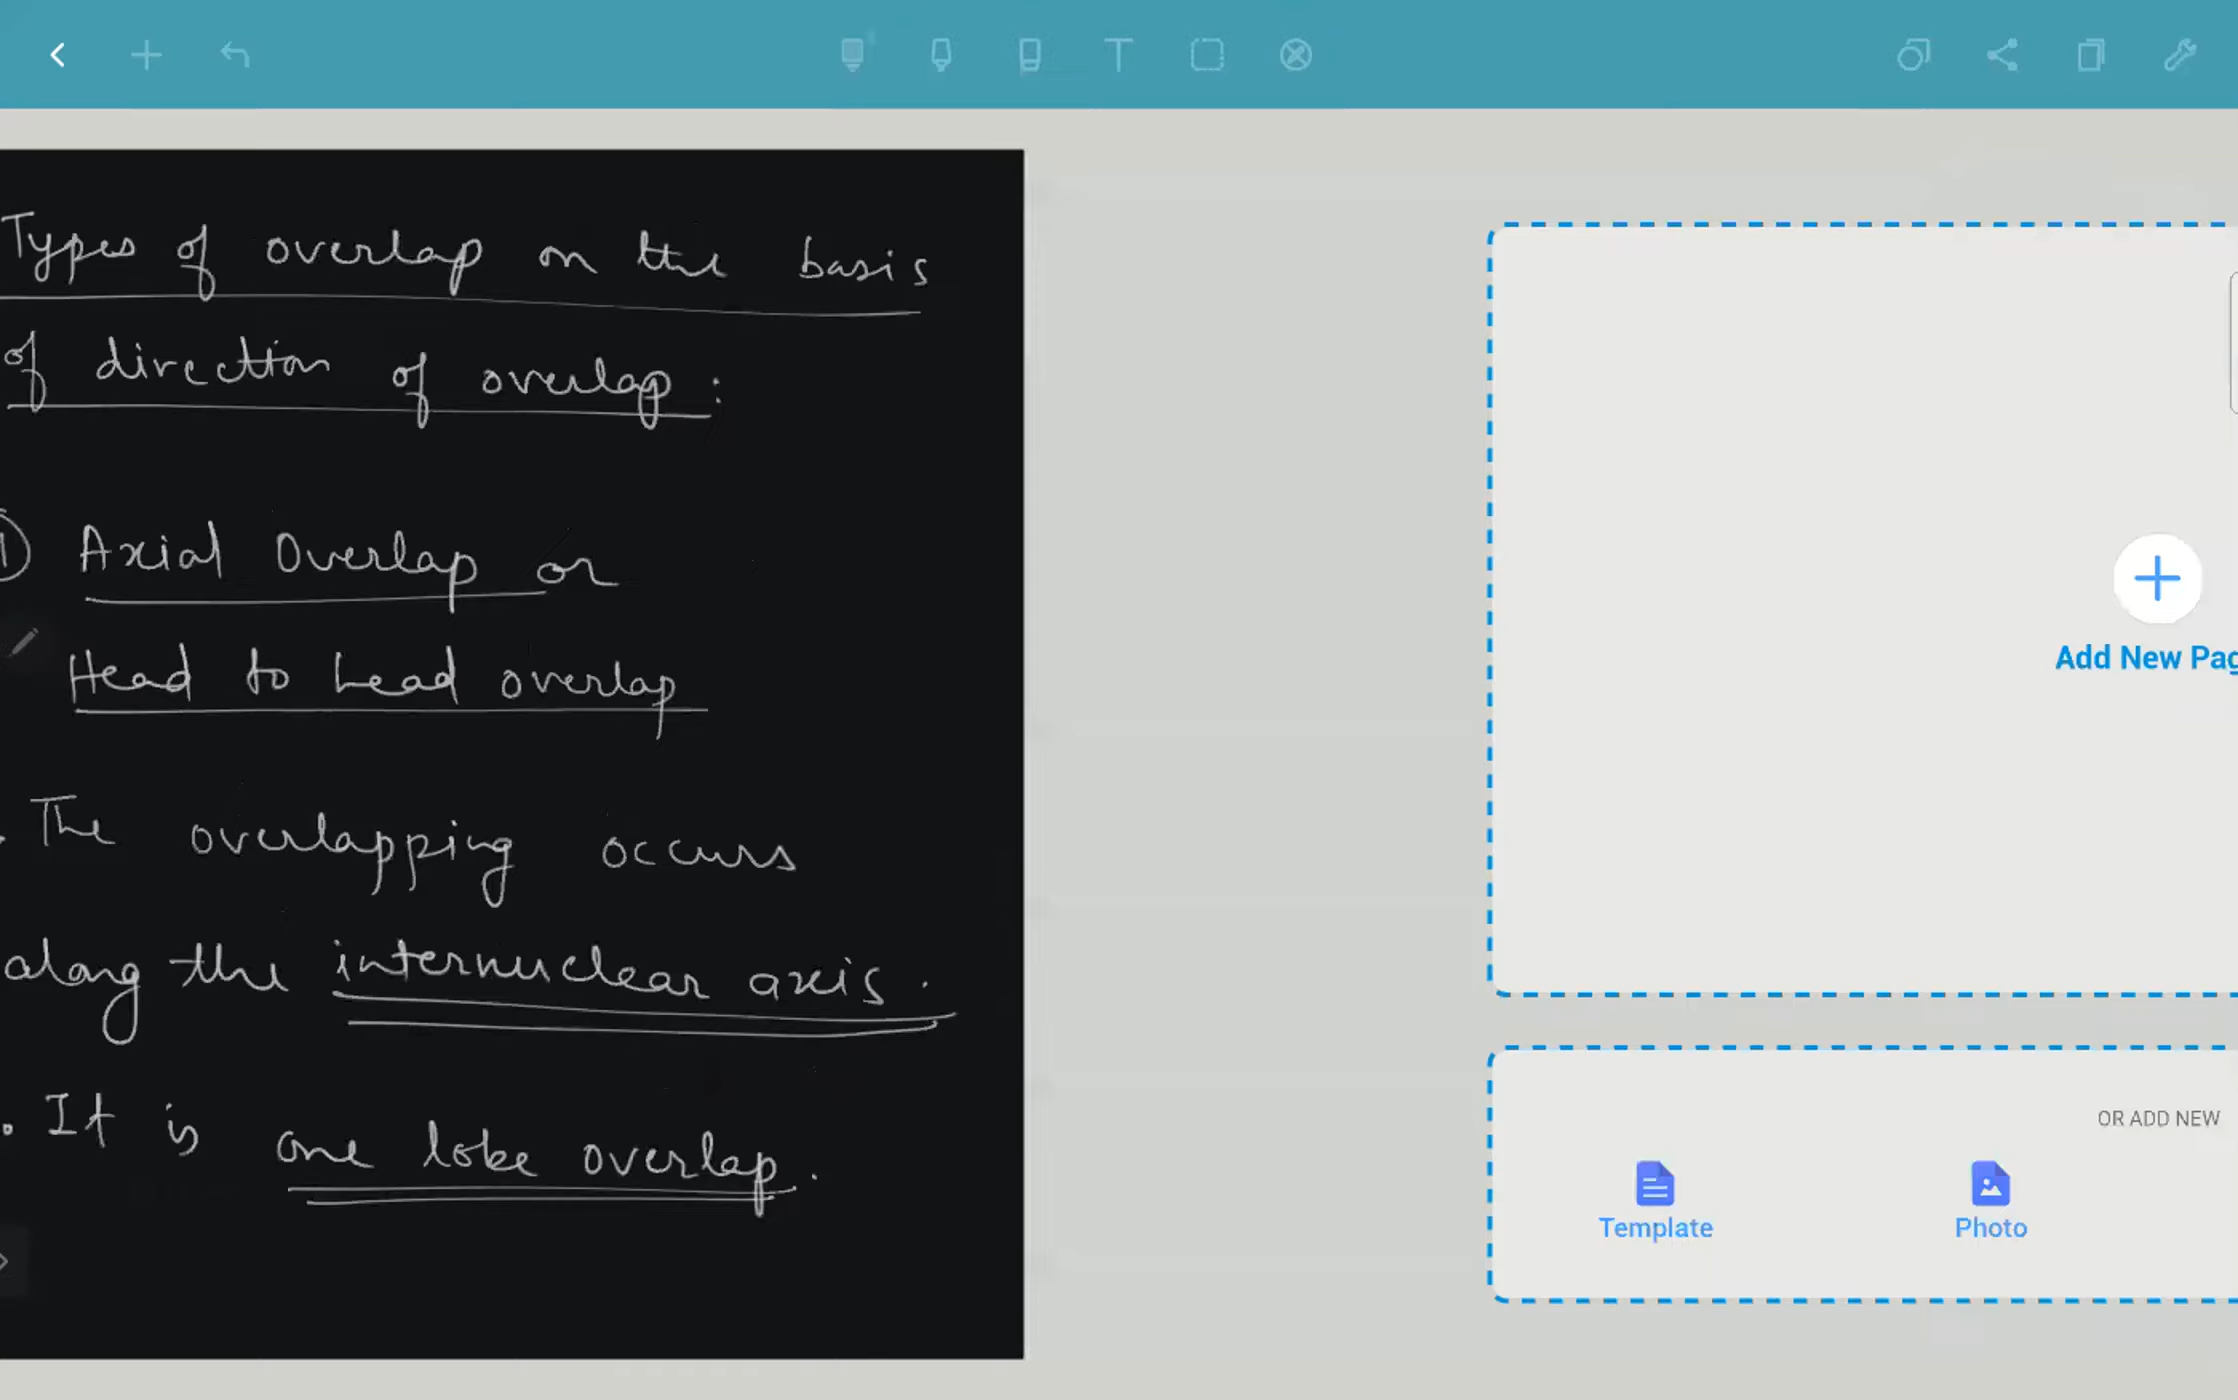 T
Types of overlap on the basis
of direction of overlap:
① Axial Overlap or
Head to head overlap
. The overlapping occurs
along the internuclear axis.
. It is one lobe overlap.
Add New Pag
OR ADD NEW
Template
Photo